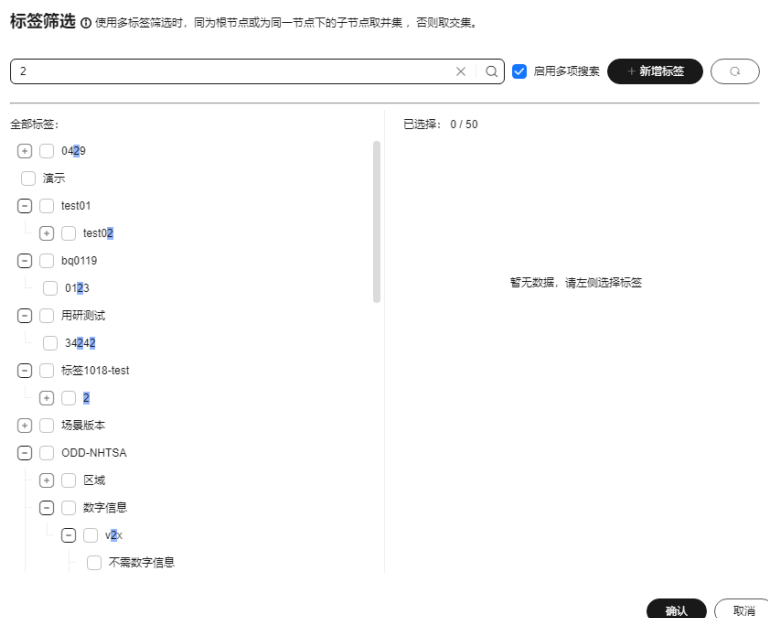 标签筛选 使用多标签筛选时，同为根节点或为同一节点下的子节点取并集 ，否则取交集。
2 启用多项搜索 + 新增标签
全部标签：
0429
演示
test01
test02
bq0119
0123
用研测试
34242
标签1018-test
2
场景版本
ODD-NHTSA
区域
数字信息
v2x
不需数字信息
已选择： 0 / 50
暂无数据，请左侧选择标签
确认 取消